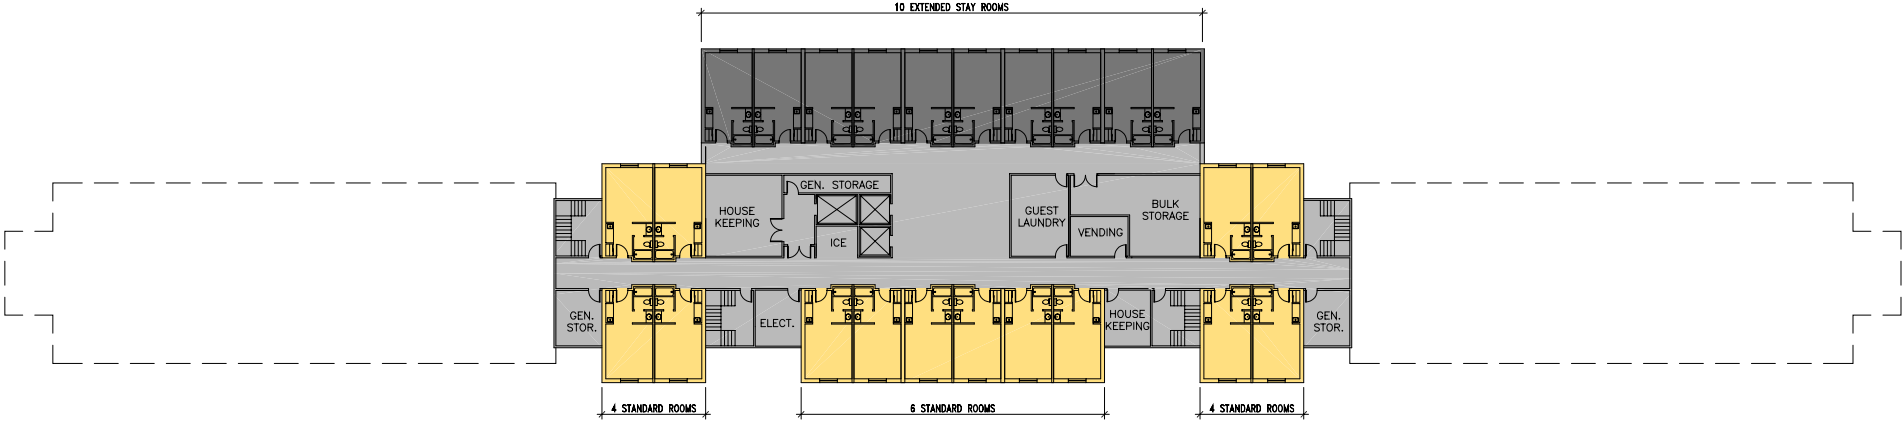 10 EXTENDED STAY ROOMS
GEN. STORAGE
HOUSE
KEEPING
ICE
GUEST
LAUNDRY
BULK
STORAGE
VENDING
GEN.
STOR.
ELECT.
HOUSE
KEEPING
GEN.
STOR.
4 STANDARD ROOMS
6 STANDARD ROOMS
4 STANDARD ROOMS